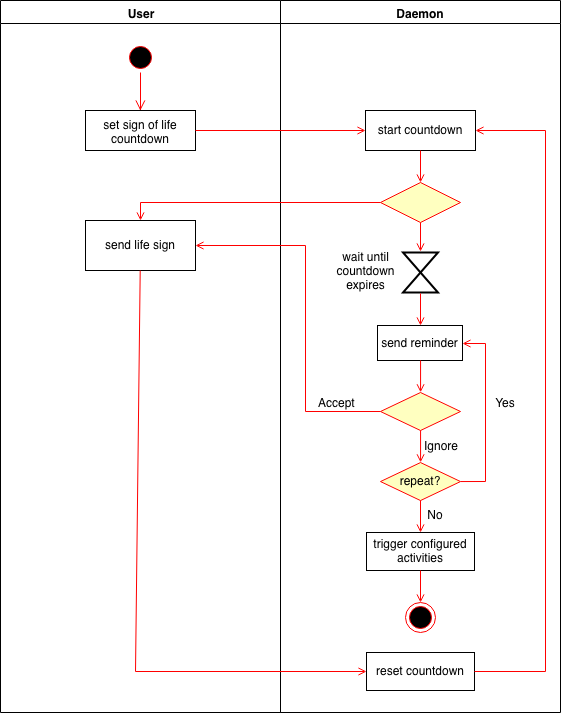 User
Daemon
set sign of life
countdown
start countdown
send life sign
wait until
countdown
expires
send reminder
Accept
Yes
Ignore
repeat?
No
trigger configured
activities
reset countdown